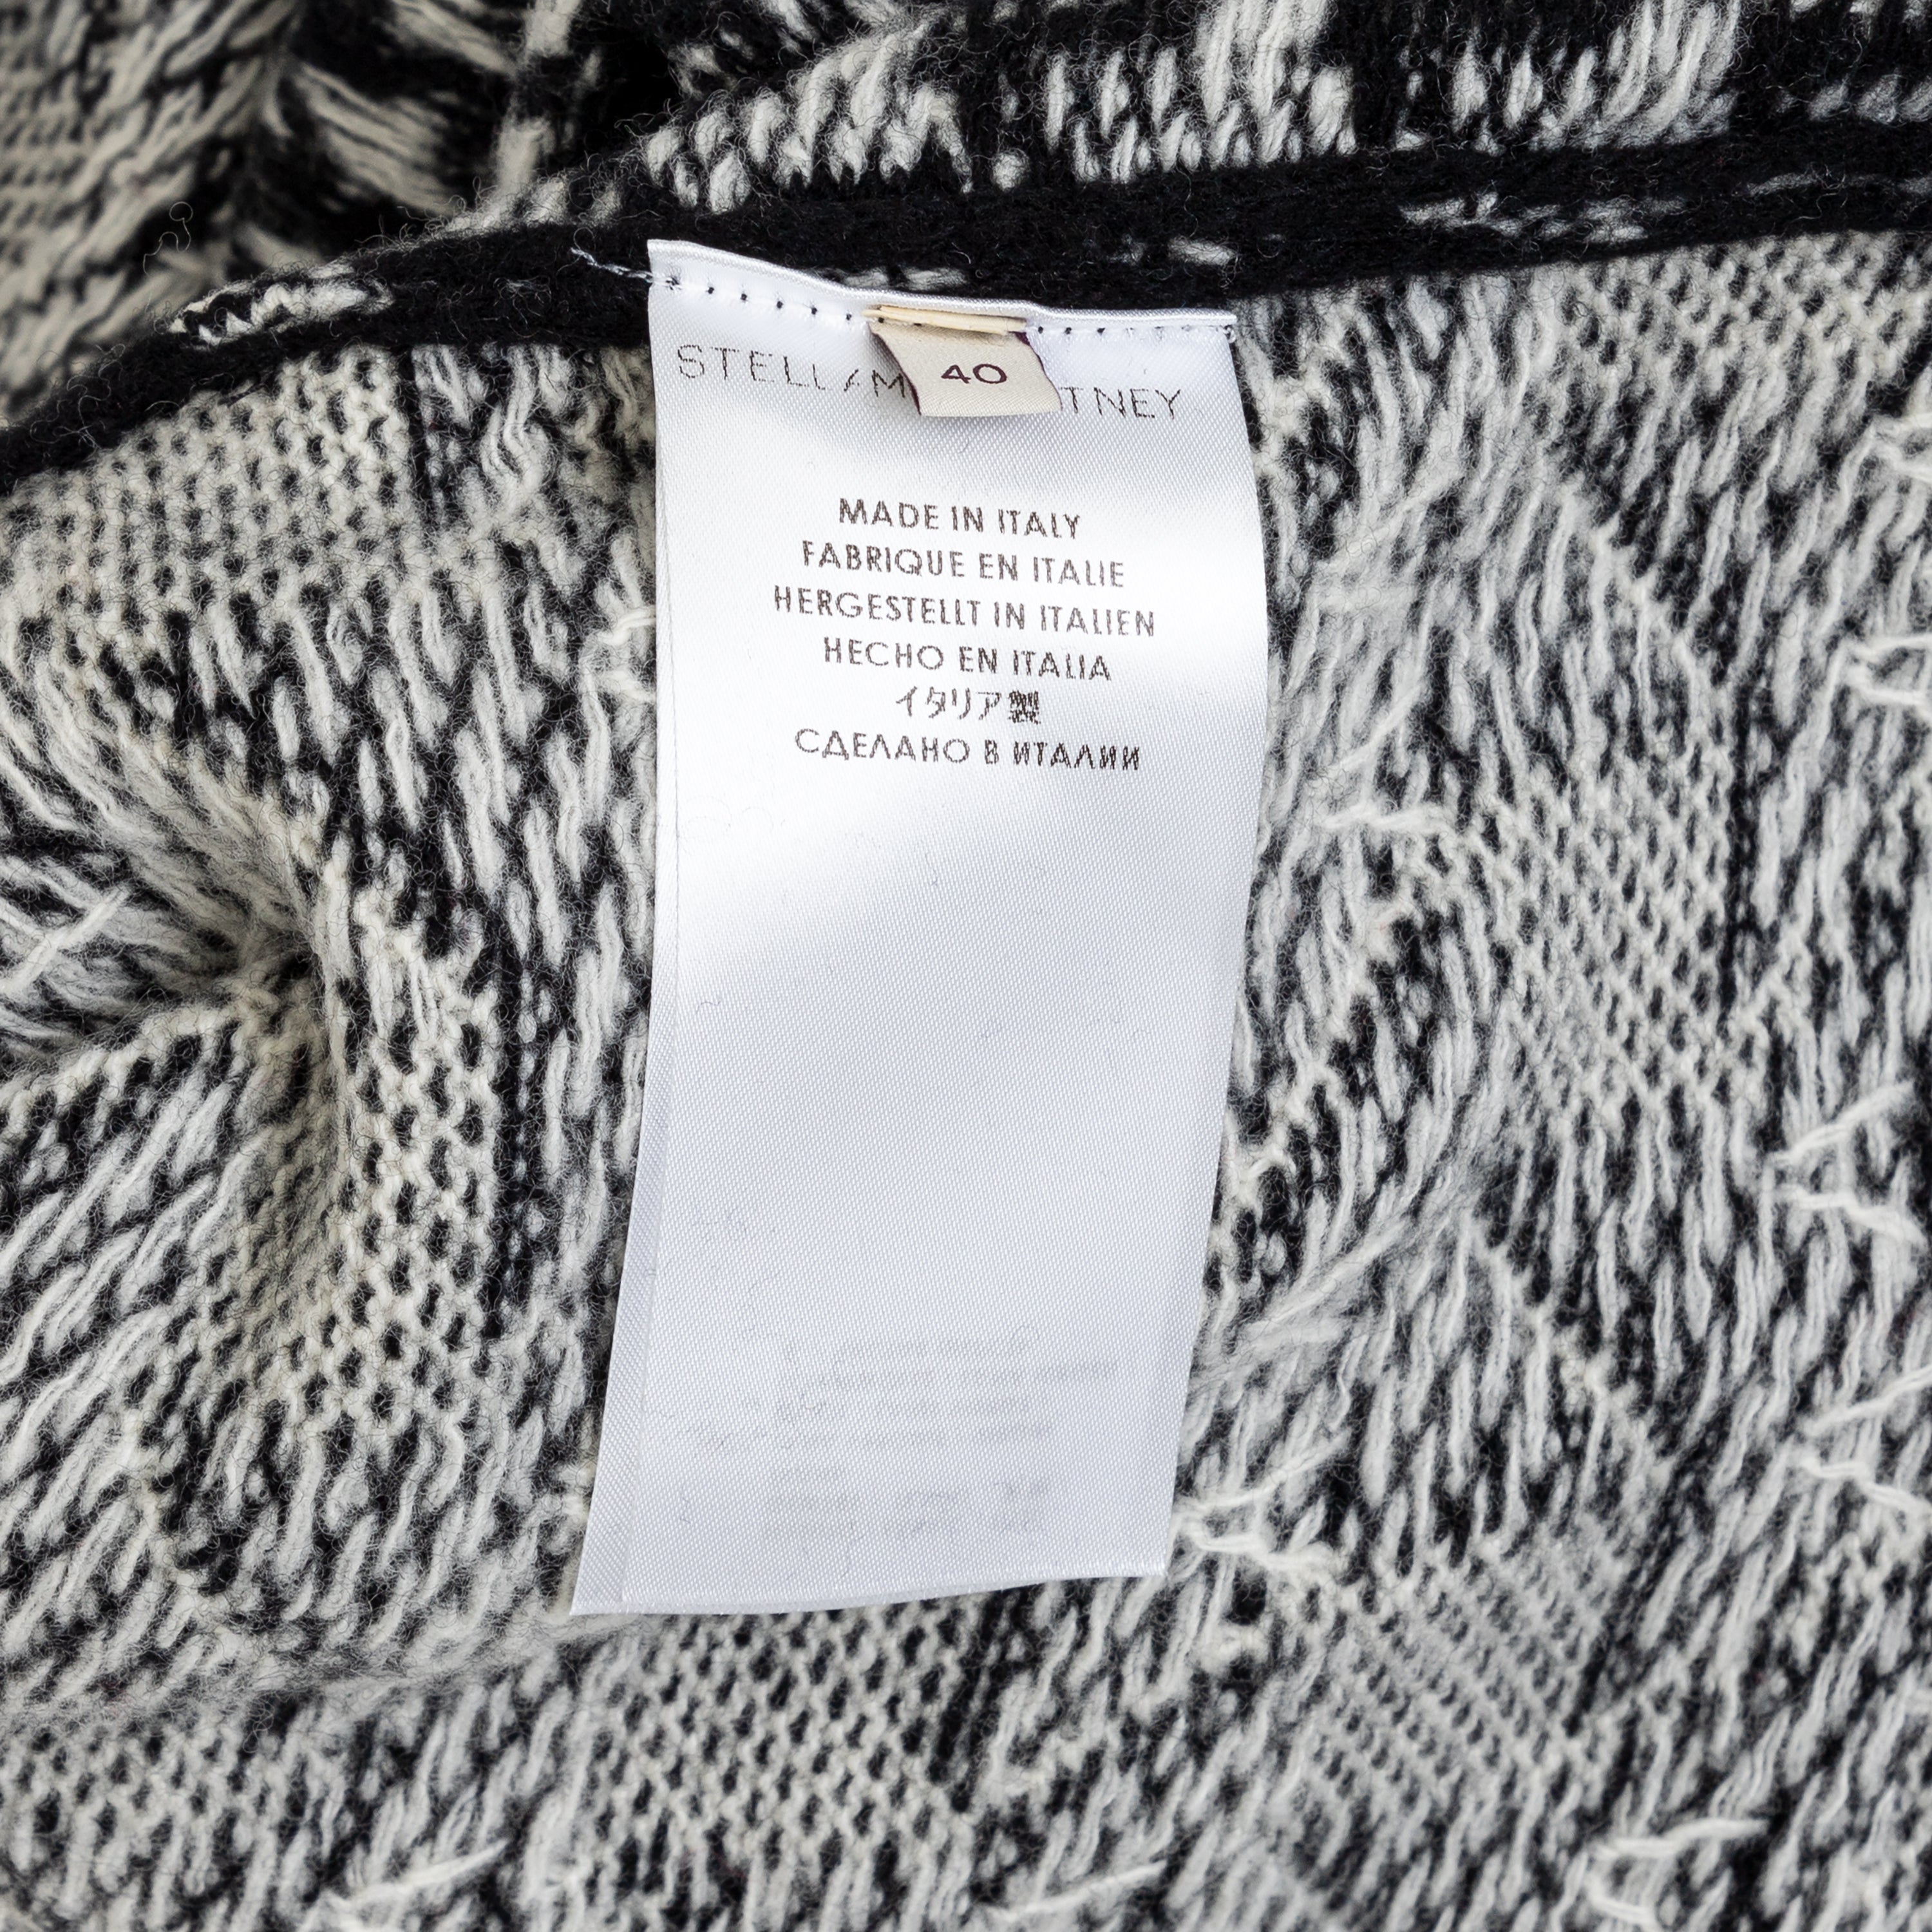 STELLA M TNEY
40
MADE IN ITALY
FABRIQUE EN ITALIE
HERGESTELLT IN ITALIEN
HECHO EN ITALIA
イタリア製
СДЕЛАНО В ИТАЛИИ